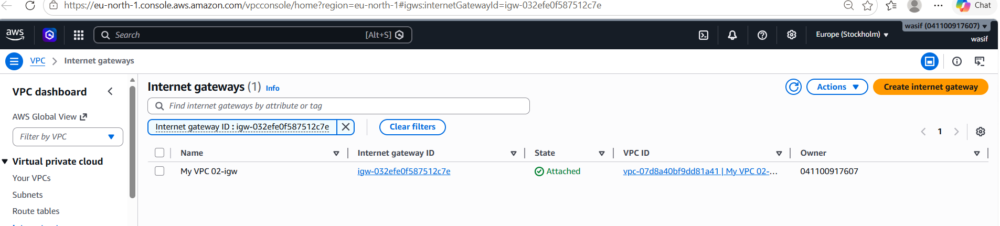 https://eu-north-1.console.aws.amazon.com/vpcconsole/home?region=eu-north-1#igws:internetGatewayId=igw-032efe0f587512c7e
Chat
aws
Search
[Alt+S]
Europe (Stockholm)
wasif (041100917607)
wasif
VPC
Internet gateways
VPC dashboard
AWS Global View
Filter by VPC
Virtual private cloud
Your VPCs
Subnets
Route tables
Internet gateways (1) Info
Actions
Create internet gateway
Find internet gateways by attribute or tag
Internet gateway ID : igw-032efe0f587512c7e
Clear filters
1
Name Internet gateway ID State VPC ID Owner
My VPC 02-igw igw-032efe0f587512c7e Attached vpc-07d8a40bf9dd81a41 | My VPC 02-... 041100917607